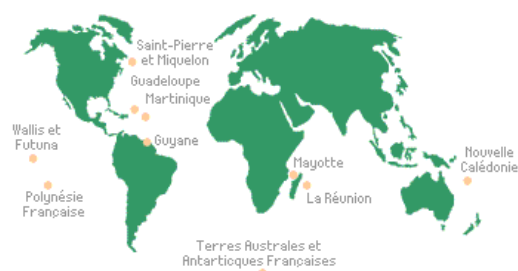 Saint-Pierre
et Miquelon
Guadeloupe
Martinique
Wallis et
Futuna
Guyane
Polynésie
Française
Mayotte
La Réunion
Nouvelle
Calédonie
Terres Australes et
Antarticques Françaises